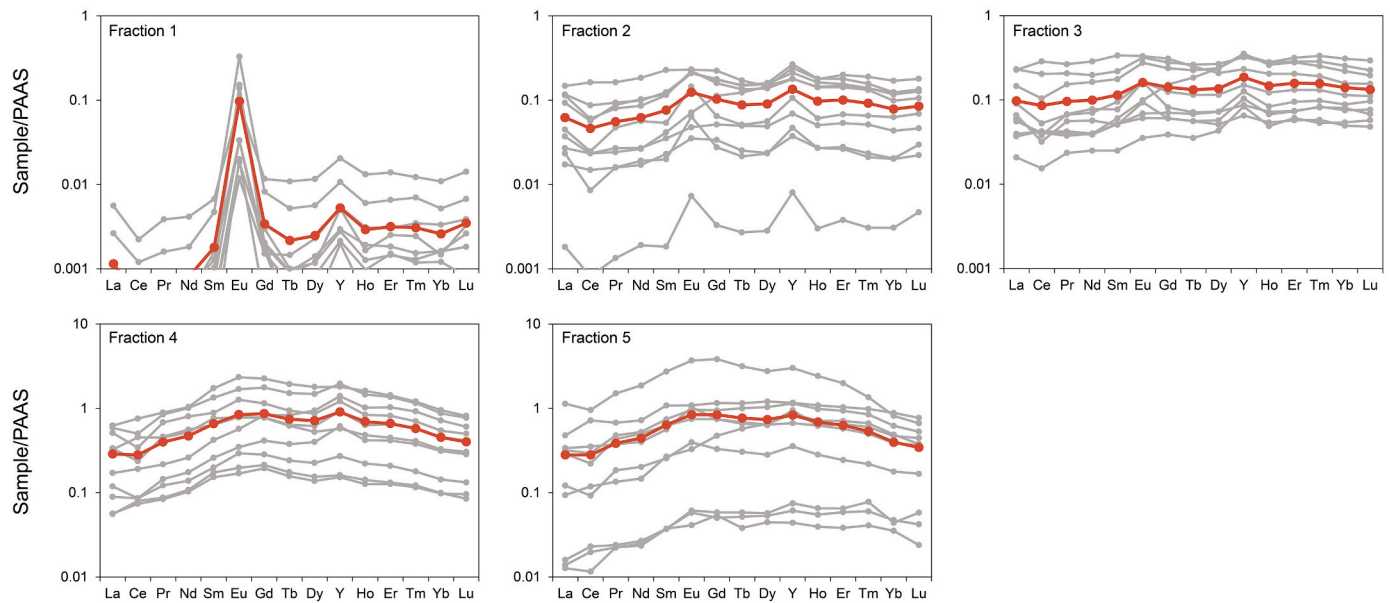 Sample/PAAS
Fraction 1
1
0.1
0.01
0.001
La Ce Pr Nd Sm Eu Gd Tb Dy Y Ho Er Tm Yb Lu
Fraction 2
1
0.1
0.01
0.001
La Ce Pr Nd Sm Eu Gd Tb Dy Y Ho Er Tm Yb Lu
Fraction 3
1
0.1
0.01
0.001
La Ce Pr Nd Sm Eu Gd Tb Dy Y Ho Er Tm Yb Lu
Sample/PAAS
Fraction 4
10
1
0.1
0.01
La Ce Pr Nd Sm Eu Gd Tb Dy Y Ho Er Tm Yb Lu
Fraction 5
10
1
0.1
0.01
La Ce Pr Nd Sm Eu Gd Tb Dy Y Ho Er Tm Yb Lu